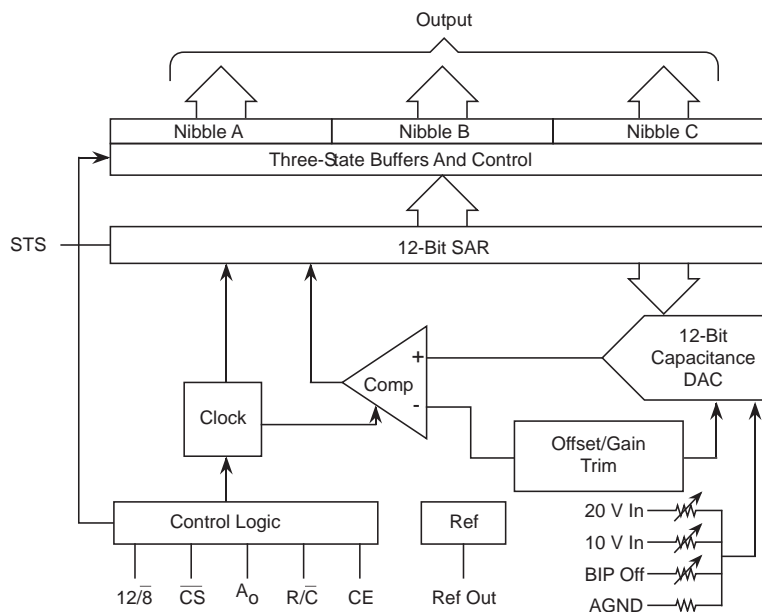 Output
Nibble A
Nibble B
Nibble C
Three-State Buffers And Control
STS
12-Bit SAR
12-Bit
Capacitance
DAC
+
Comp
-
Clock
Offset/Gain
Trim
Control Logic
Ref
20 V In
10 V In
BIP Off
AGND
12/8̅
C̅S̅
Ao
R/C̅
CE
Ref Out